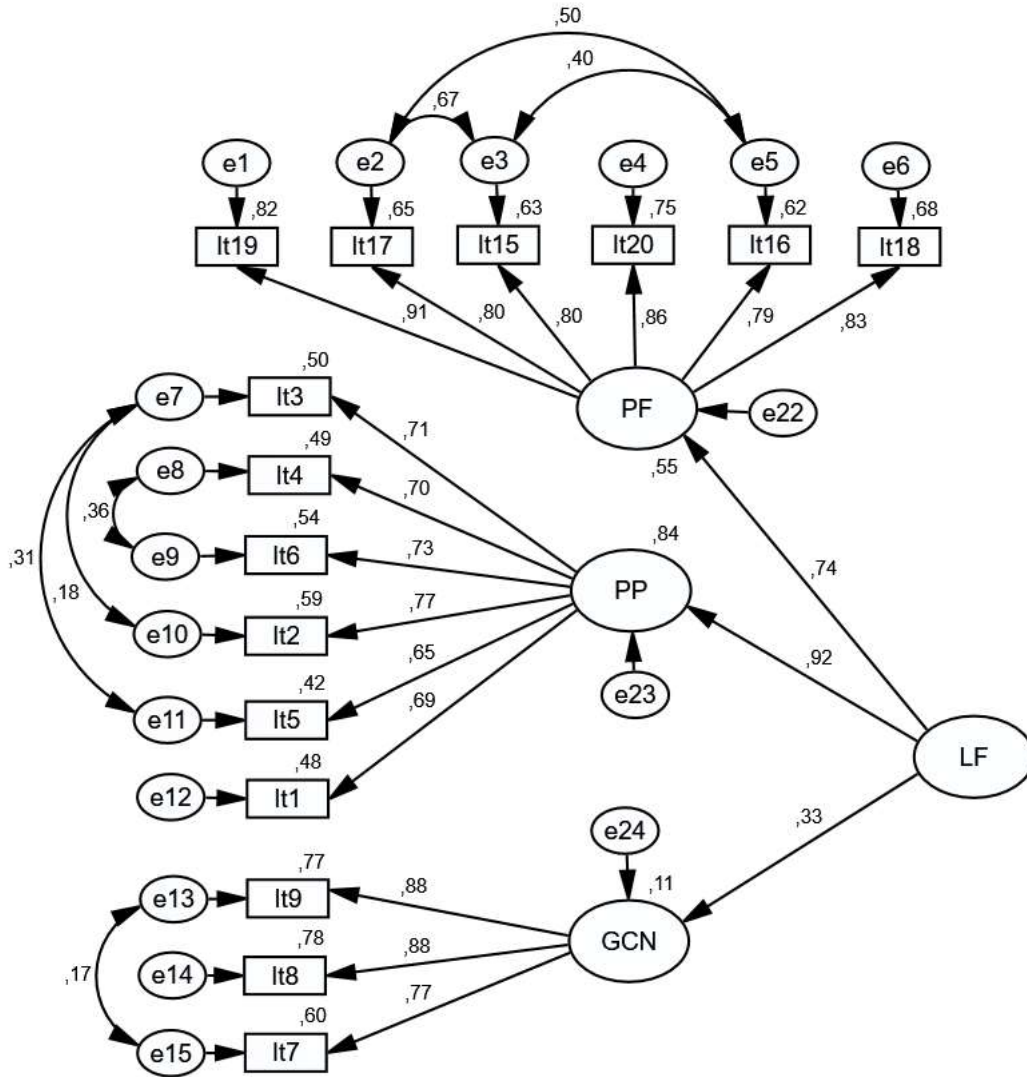 ,50
,40
,67
e1
e2
e3
e4
e5
e6
,82
,65
,63
,75
,62
,68
It19
It17
It15
It20
It16
It18
,91
,80
,80
,86
,79
,83
,50
e7
It3
PF
e22
,71
,49
,55
e8
It4
,70
,36
,54
,84
e9
It6
,73
,31
,18
,59
PP
,74
e10
It2
,77
,92
,42
,65
e11
It5
,69
e23
,48
LF
e12
It1
,33
e24
,77
,11
e13
It9
,88
,78
GCN
,17
e14
It8
,88
,60
,77
e15
It7